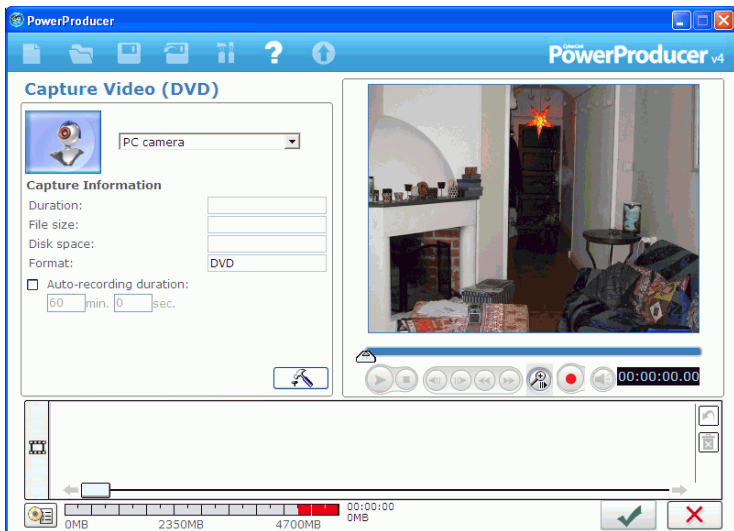 PowerProducer
CyberLink
PowerProducer v4
Capture Video (DVD)
PC camera
Capture Information
Duration:
File size:
Disk space:
Format: DVD
Auto-recording duration:
60 min. 0 sec.
00:00:00.00
00:00:00
0MB 2350MB 4700MB 0MB